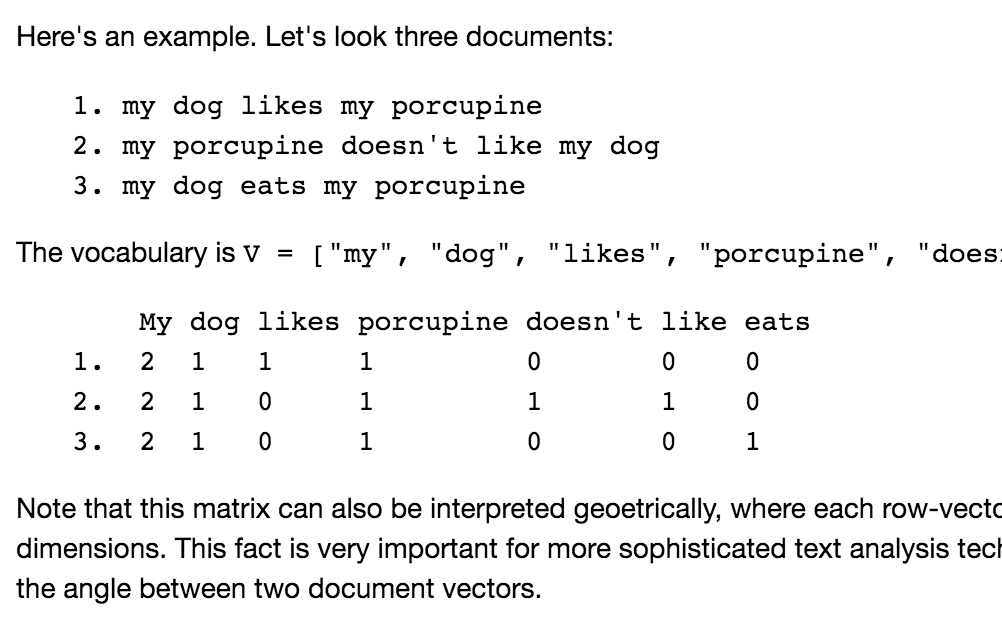 Here's an example. Let's look three documents:
1. my dog likes my porcupine
2. my porcupine doesn't like my dog
3. my dog eats my porcupine
The vocabulary is V = ["my", "dog", "likes", "porcupine", "does
My dog likes porcupine doesn't like eats
1. 2 1 1 1 0 0 0
2. 2 1 0 1 1 1 0
3. 2 1 0 1 0 0 1
Note that this matrix can also be interpreted geoetrically, where each row-vecto
dimensions. This fact is very important for more sophisticated text analysis tech
the angle between two document vectors.